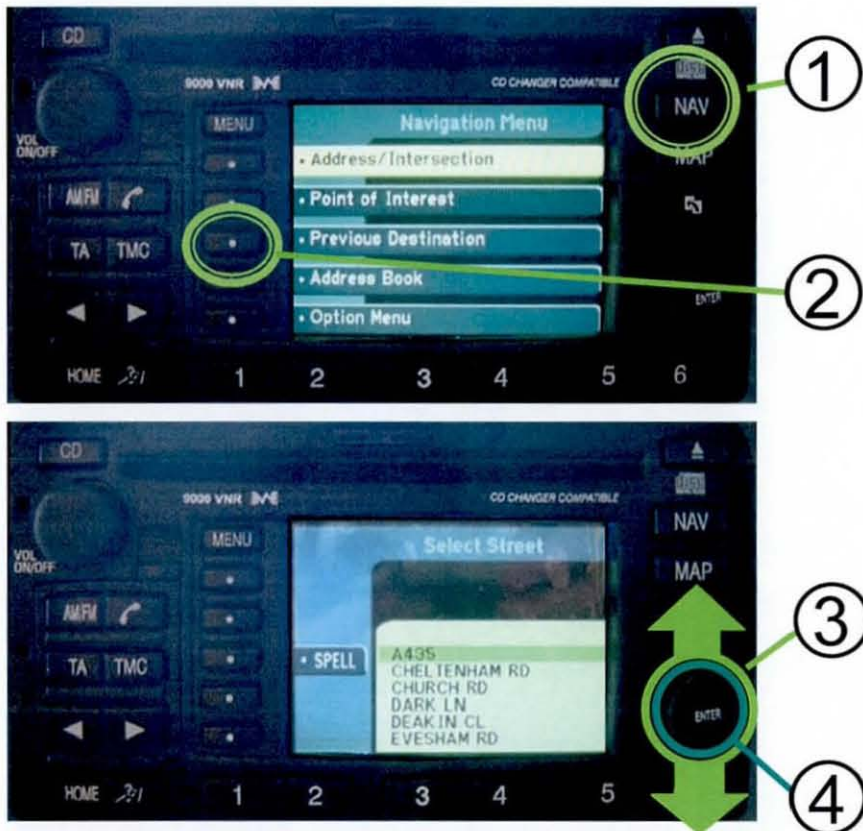 CD
9000 VNR
CD CHANGER COMPATIBLE
1
MENU
Navigation Menu
NAV
VOL
ON/OFF
• Address/Intersection
MAP
AM/FM
• Point of Interest
TA TMC
• Previous Destination
2
• Address Book
ENTER
• Option Menu
HOME 1 2 3 4 5 6
CD
9000 VNR
CD CHANGER COMPATIBLE
MENU
Select Street
NAV
VOL
ON/OFF
MAP
3
AM/FM
• SPELL
A435
TA TMC
CHELTENHAM RD
CHURCH RD
DARK LN
ENTER
DEAKIN CL
EVESHAM RD
4
HOME 1 2 3 4 5